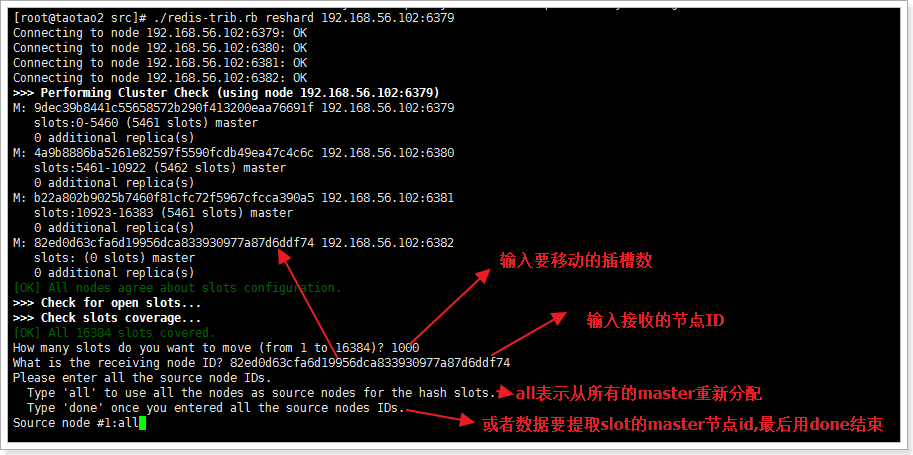 [root@taotao2 src]# ./redis-trib.rb reshard 192.168.56.102:6379
Connecting to node 192.168.56.102:6379: OK
Connecting to node 192.168.56.102:6380: OK
Connecting to node 192.168.56.102:6381: OK
Connecting to node 192.168.56.102:6382: OK
>>> Performing Cluster Check (using node 192.168.56.102:6379)
M: 9dec39b8441c55658572b290f413200eaa76691f 192.168.56.102:6379
   slots:0-5460 (5461 slots) master
   0 additional replica(s)
M: 4a9b8886ba5261e82597f5590fcdb49ea47c4c6c 192.168.56.102:6380
   slots:5461-10922 (5462 slots) master
   0 additional replica(s)
M: b22a802b9025b7460f81cfc72f5967cfcca390a5 192.168.56.102:6381
   slots:10923-16383 (5461 slots) master
   0 additional replica(s)
M: 82ed0d63cfa6d19956dca833930977a87d6ddf74 192.168.56.102:6382
   slots: (0 slots) master
   0 additional replica(s)
输入要移动的插槽数
[OK] All nodes agree about slots configuration.
>>> Check for open slots...
>>> Check slots coverage...
输入接收的节点ID
[OK] All 16384 slots covered.
How many slots do you want to move (from 1 to 16384)? 1000
What is the receiving node ID? 82ed0d63cfa6d19956dca833930977a87d6ddf74
Please enter all the source node IDs.
  Type 'all' to use all the nodes as source nodes for the hash slots.
all表示从所有的master重新分配
  Type 'done' once you entered all the source nodes IDs.
或者数据要提取slot的master节点id,最后用done结束
Source node #1:all